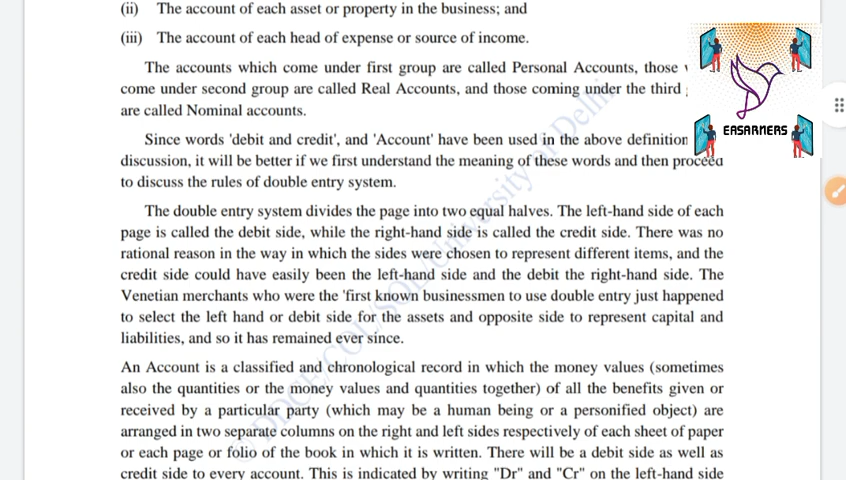 (ii) The account of each asset or property in the business; and
(iii) The account of each head of expense or source of income.
The accounts which come under first group are called Personal Accounts, those
come under second group are called Real Accounts, and those coming under the third
are called Nominal accounts.
Since words 'debit and credit', and 'Account' have been used in the above definition
discussion, it will be better if we first understand the meaning of these words and then proceed
to discuss the rules of double entry system.
The double entry system divides the page into two equal halves. The left-hand side of each
page is called the debit side, while the right-hand side is called the credit side. There was no
rational reason in the way in which the sides were chosen to represent different items, and the
credit side could have easily been the left-hand side and the debit the right-hand side. The
Venetian merchants who were the 'first known businessmen to use double entry just happened
to select the left hand or debit side for the assets and opposite side to represent capital and
liabilities, and so it has remained ever since.
An Account is a classified and chronological record in which the money values (sometimes
also the quantities or the money values and quantities together) of all the benefits given or
received by a particular party (which may be a human being or a personified object) are
arranged in two separate columns on the right and left sides respectively of each sheet of paper
or each page or folio of the book in which it is written. There will be a debit side as well as
credit side to every account. This is indicated by writing "Dr" and "Cr" on the left-hand side
EASARNERS
DDCE/COL/SOL/University of Delhi